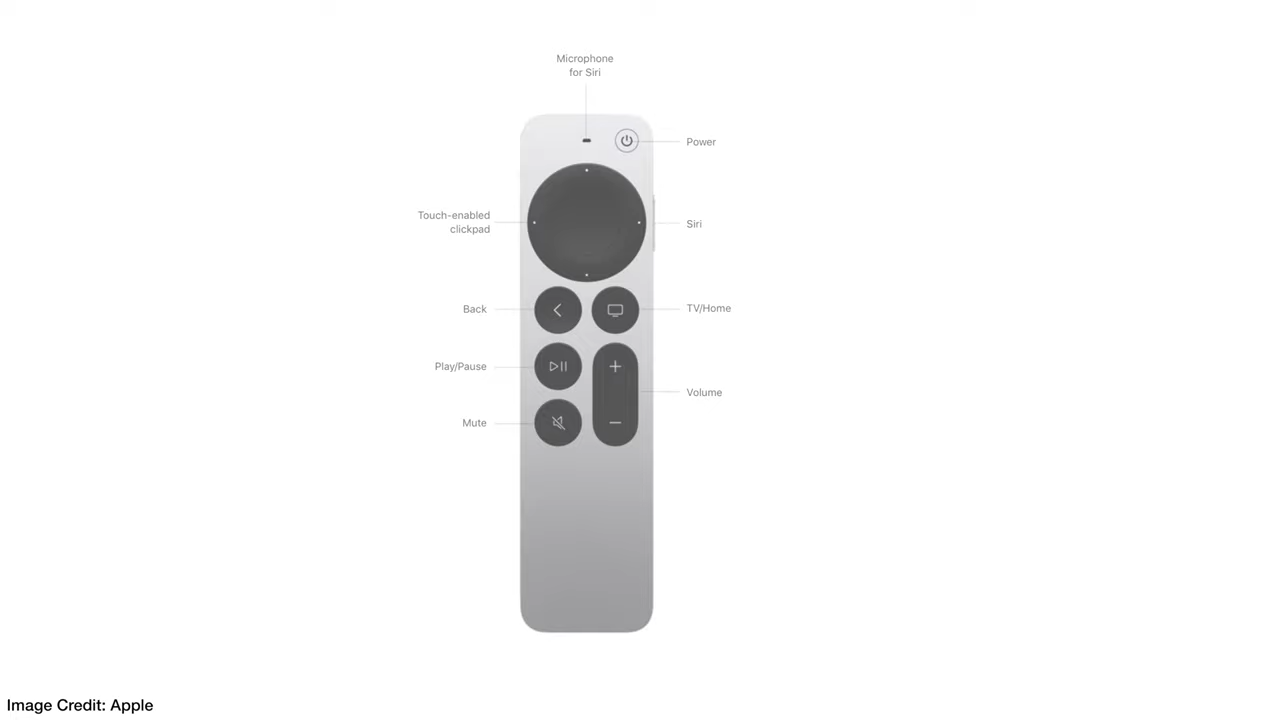 Microphone
for Siri
Power
Touch-enabled
clickpad
Siri
Back
TV/Home
Play/Pause
Volume
Mute
Image Credit: Apple